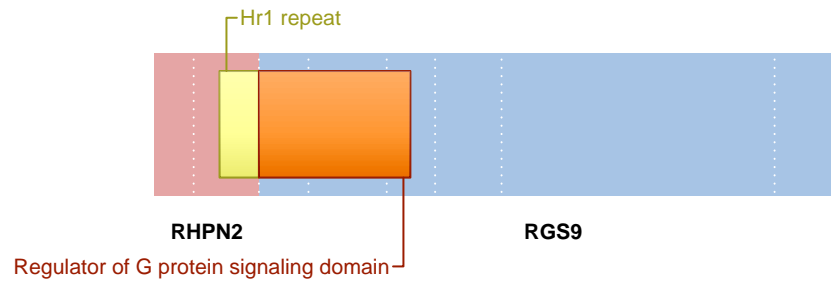 Hr1 repeat
RHPN2
RGS9
Regulator of G protein signaling domain